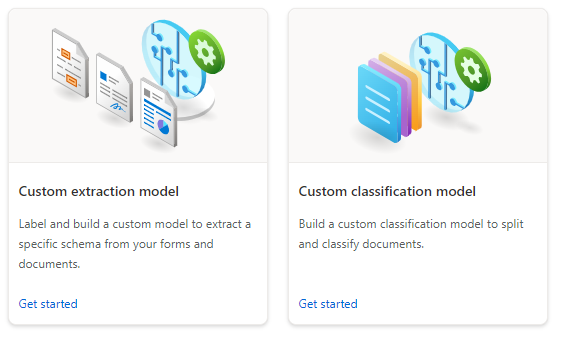 Custom extraction model
Label and build a custom model to extract a
specific schema from your forms and
documents.
Get started
Custom classification model
Build a custom classification model to split
and classify documents.
Get started